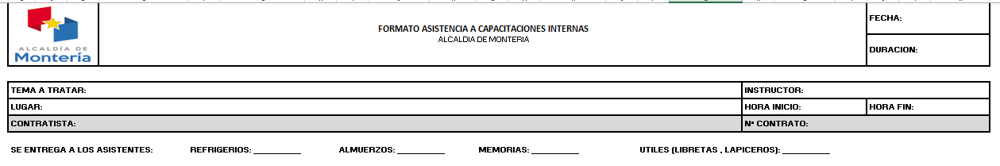 FORMATO ASISTENCIA A CAPACITACIONES INTERNAS
ALCALDIA DE MONTERIA
FECHA:
DURACION:
ALCALDÍA DE
Montería
TEMA A TRATAR:
INSTRUCTOR:
LUGAR:
HORA INICIO:
HORA FIN:
CONTRATISTA:
Nº CONTRATO:
SE ENTREGA A LOS ASISTENTES: REFRIGERIOS: __________ ALMUERZOS: __________ MEMORIAS: __________ UTILES (LIBRETAS , LAPICEROS): __________